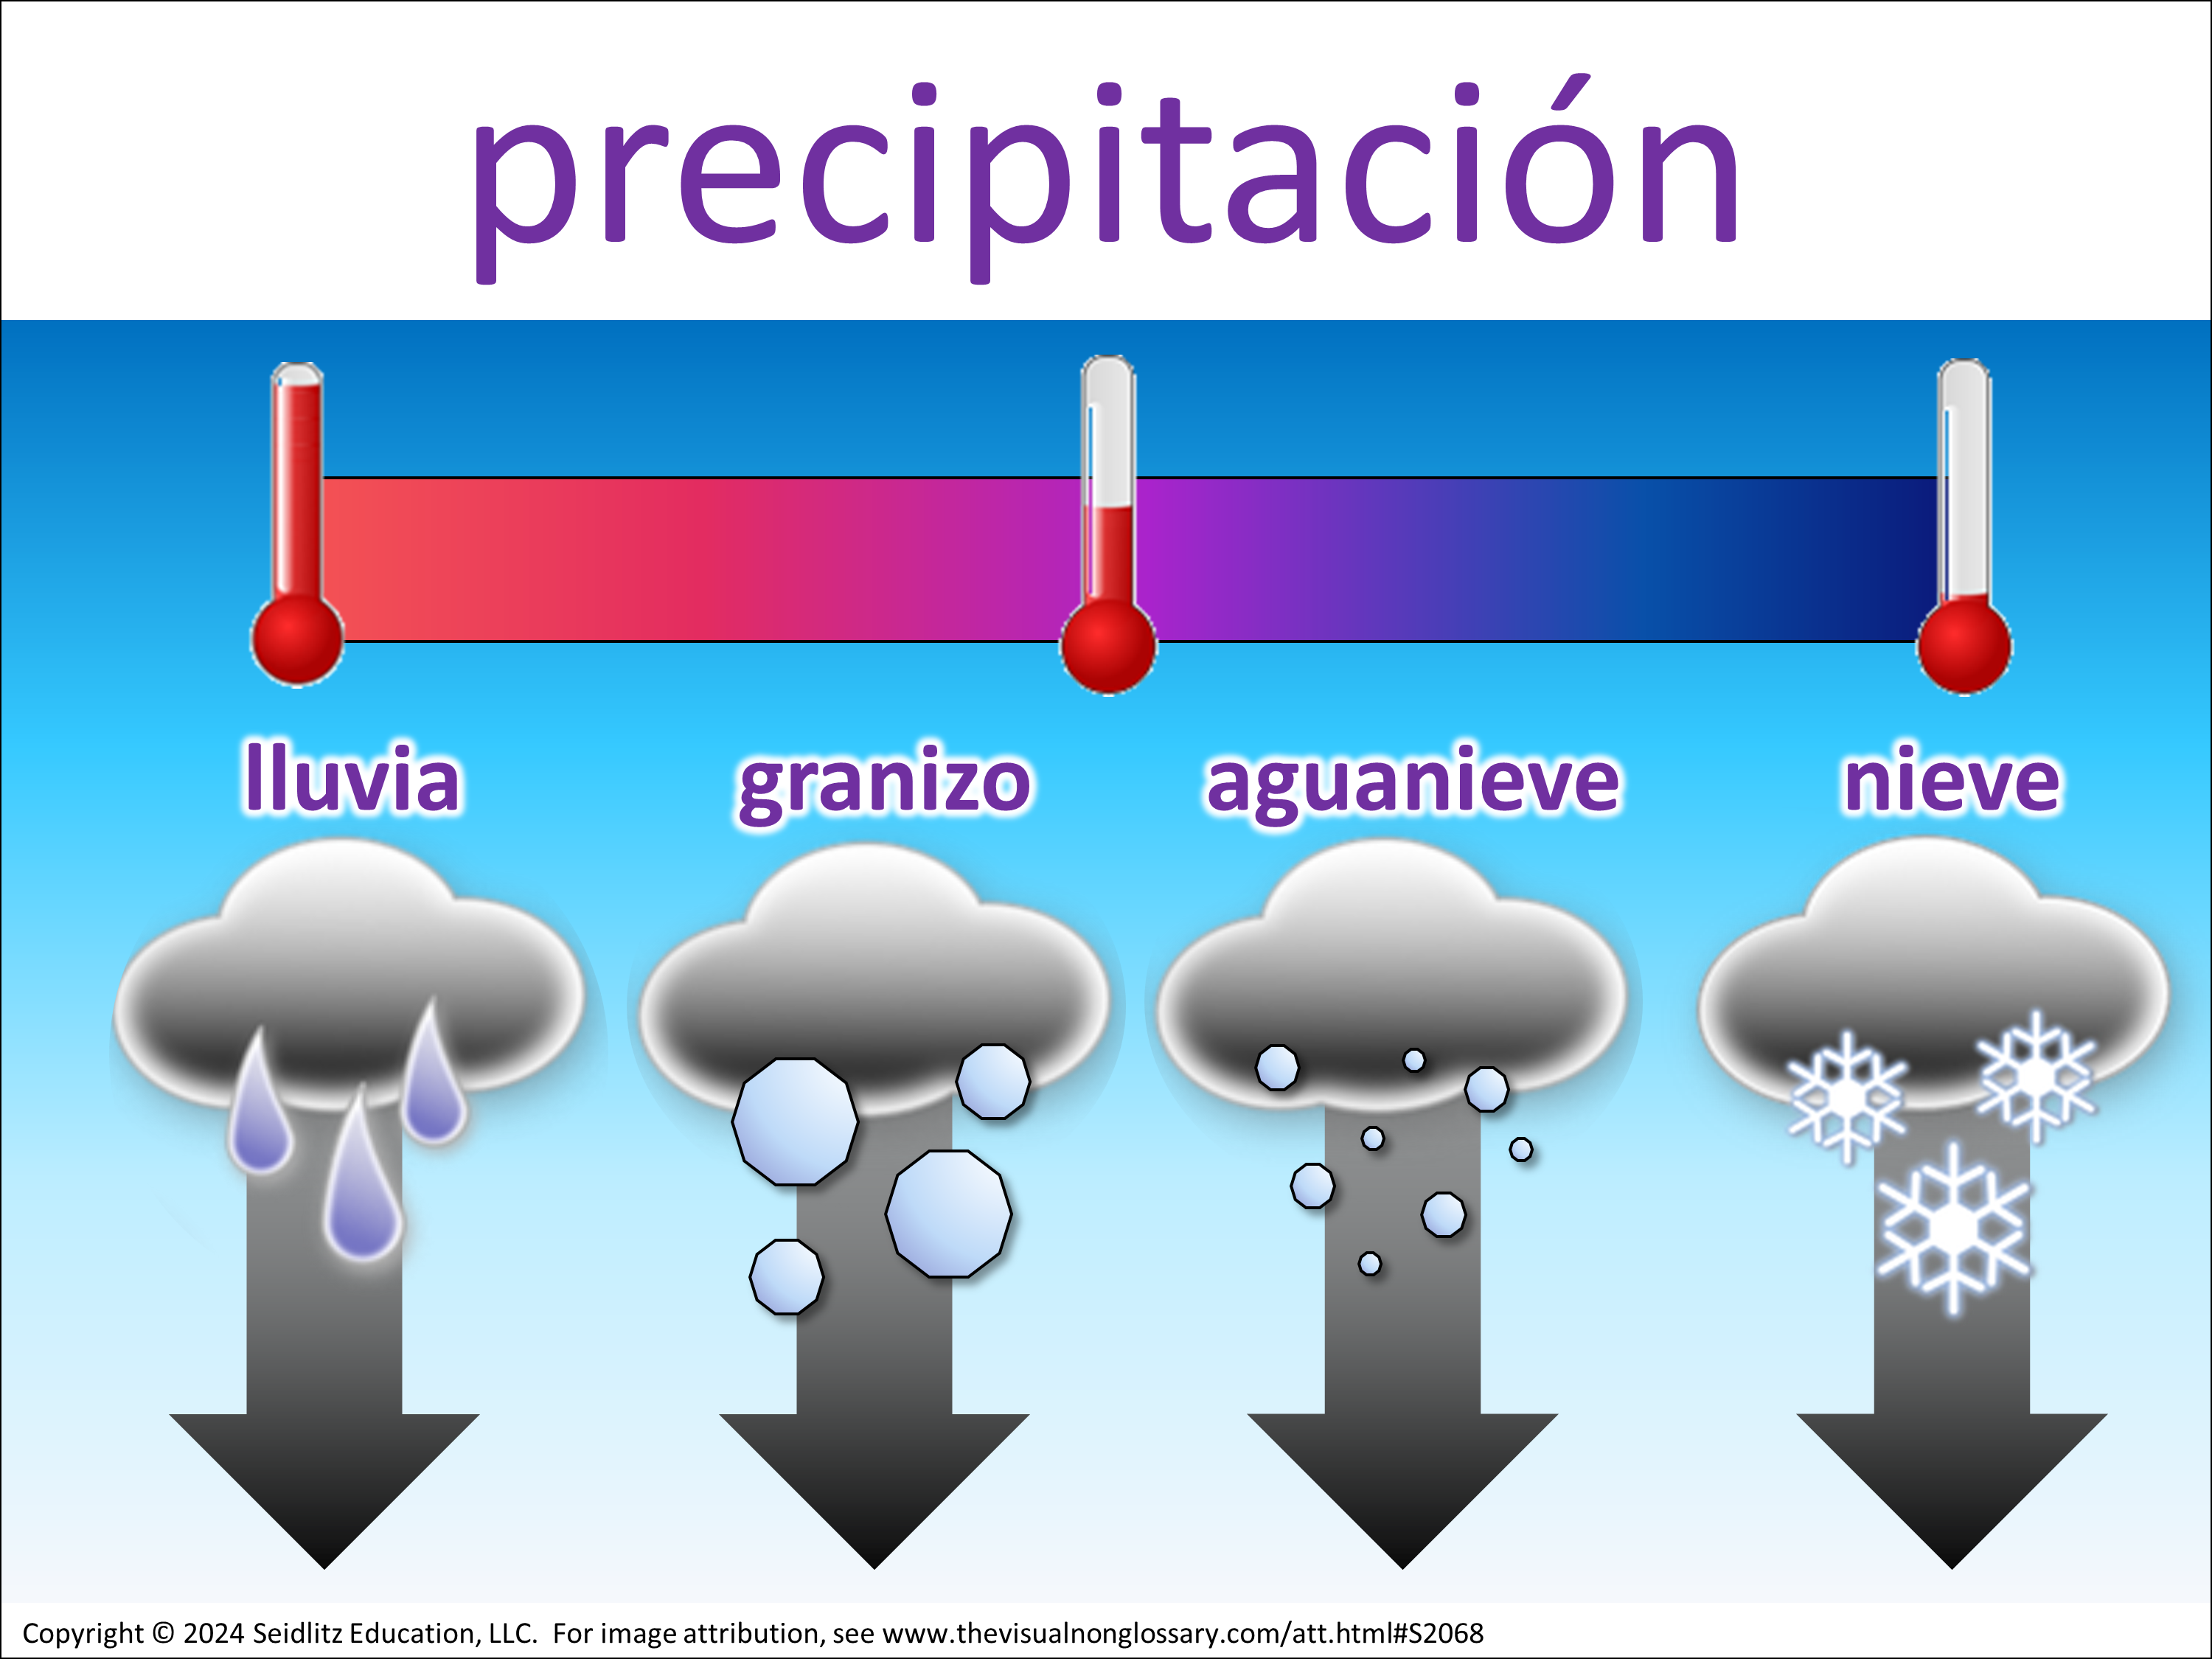 precipitación
lluvia granizo aguanieve nieve
Copyright © 2024 Seidlitz Education, LLC.  For image attribution, see www.thevisualnonglossary.com/att.html#S2068